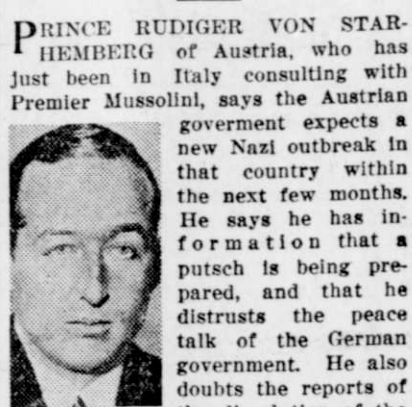 PRINCE RUDIGER VON STAR-
HEMBERG of Austria, who has
just been in Italy consulting with
Premier Mussolini, says the Austrian
goverment expects a
new Nazi outbreak in
that country within
the next few months.
He says he has in-
formation that a
putsch is being pre-
pared, and that he
distrusts the peace
talk of the German
government. He also
doubts the reports of